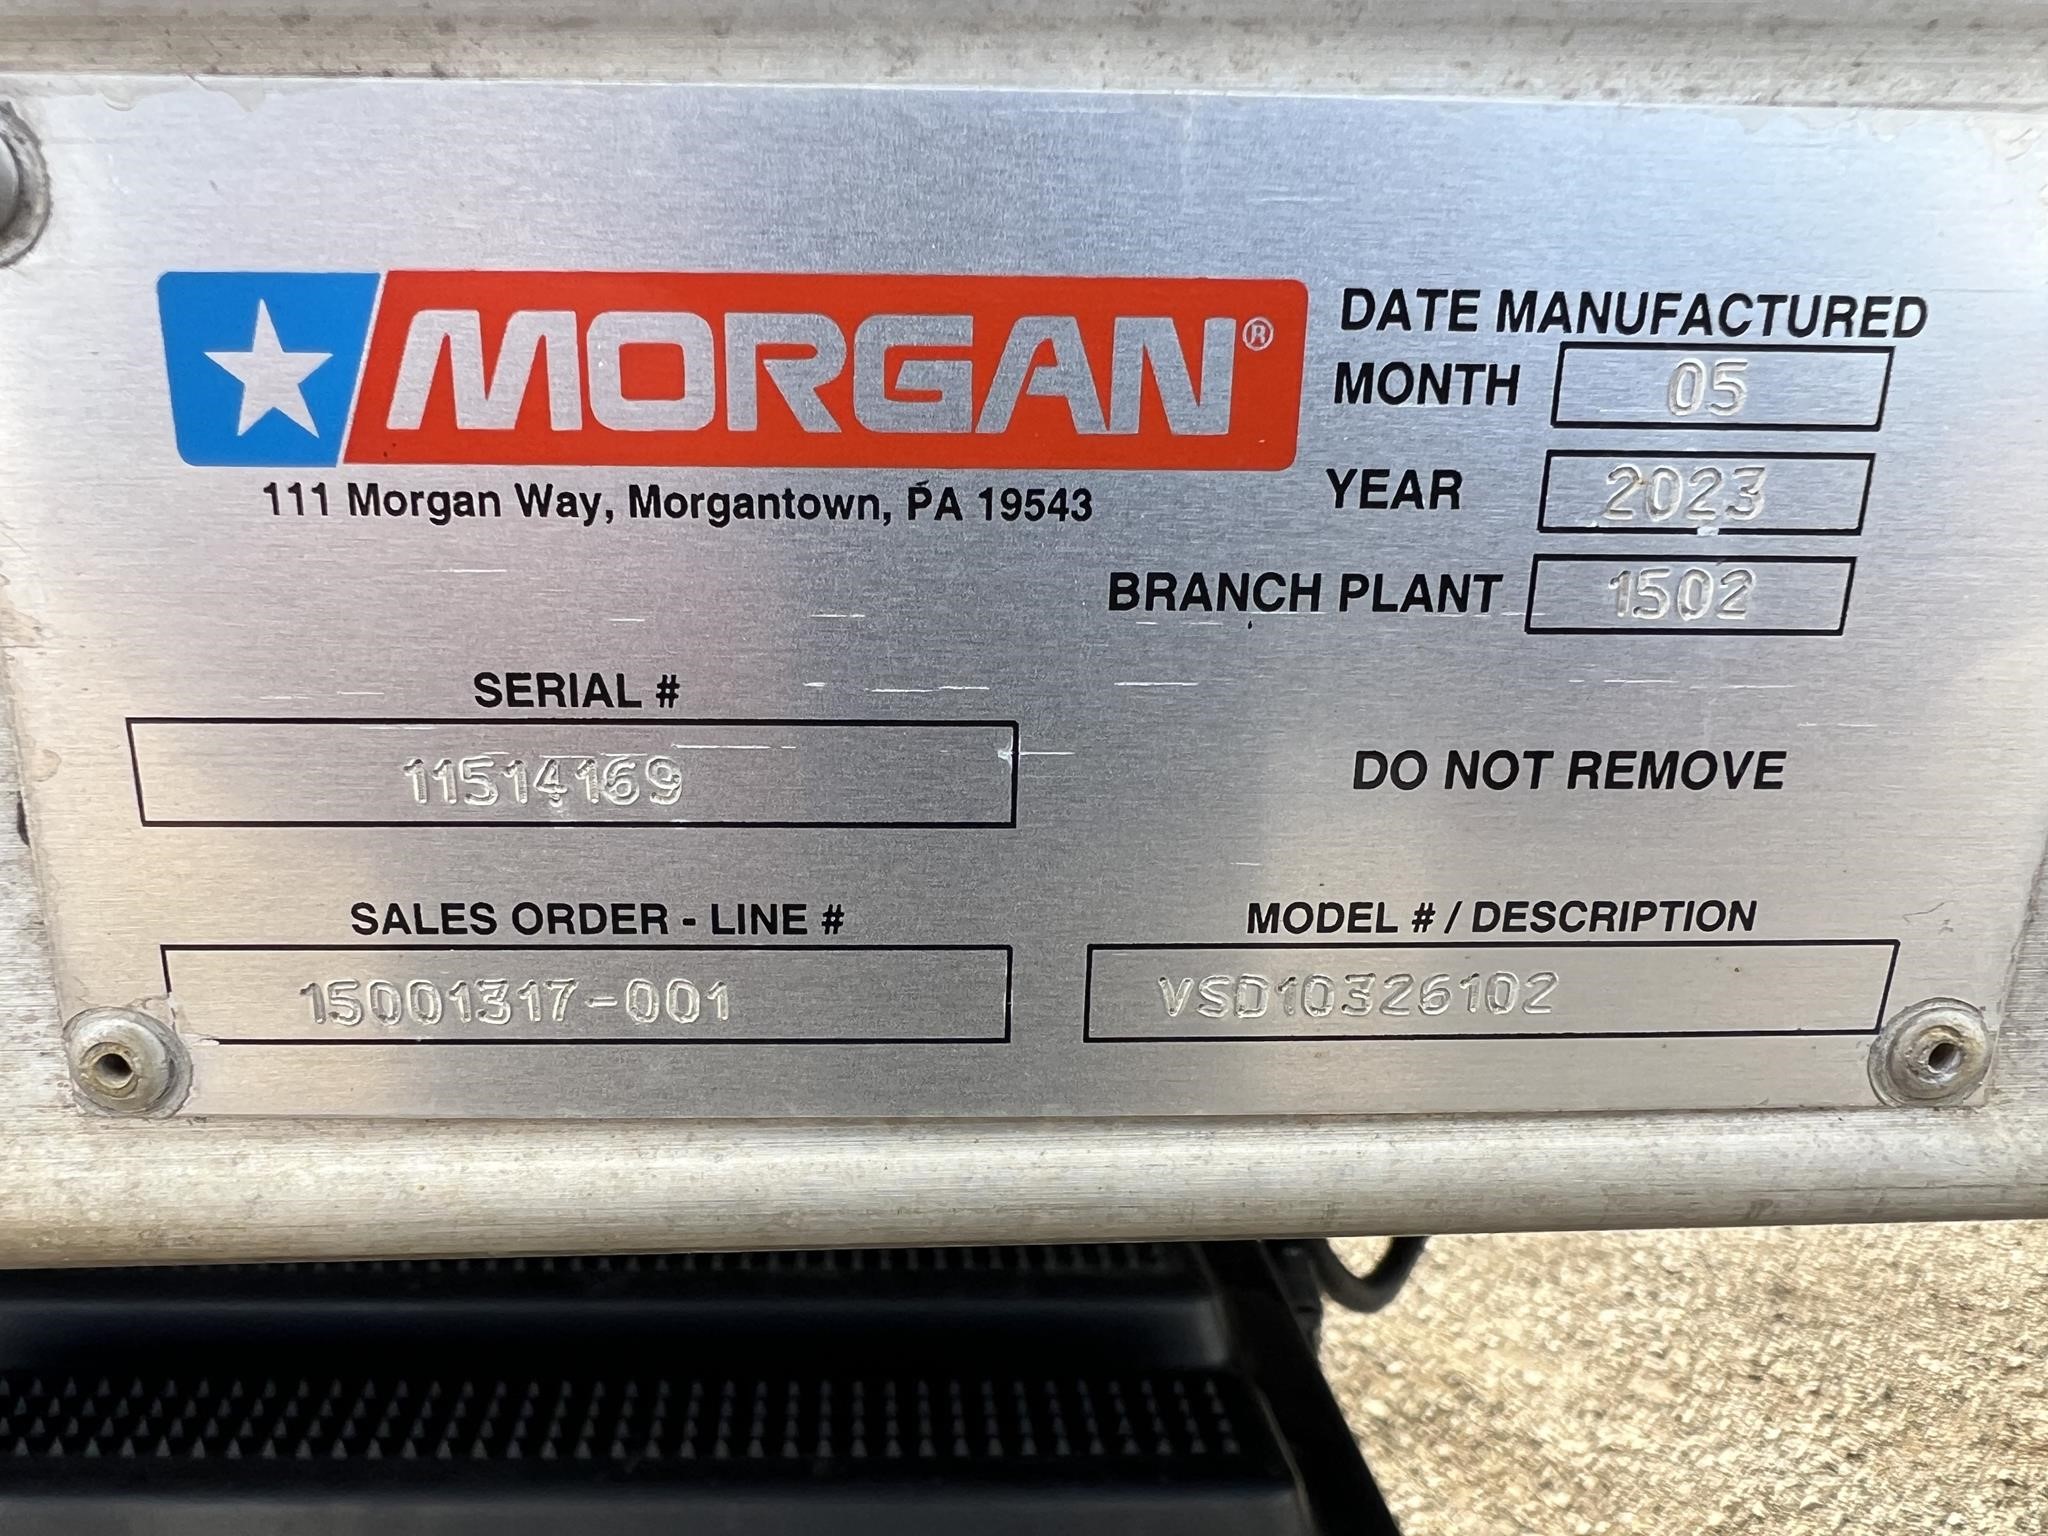 MORGAN®
111 Morgan Way, Morgantown, PA 19543
DATE MANUFACTURED
MONTH 05
YEAR 2023
BRANCH PLANT 1502
SERIAL #
11514169
DO NOT REMOVE
SALES ORDER - LINE #
15001317-001
MODEL # / DESCRIPTION
VSD10326102